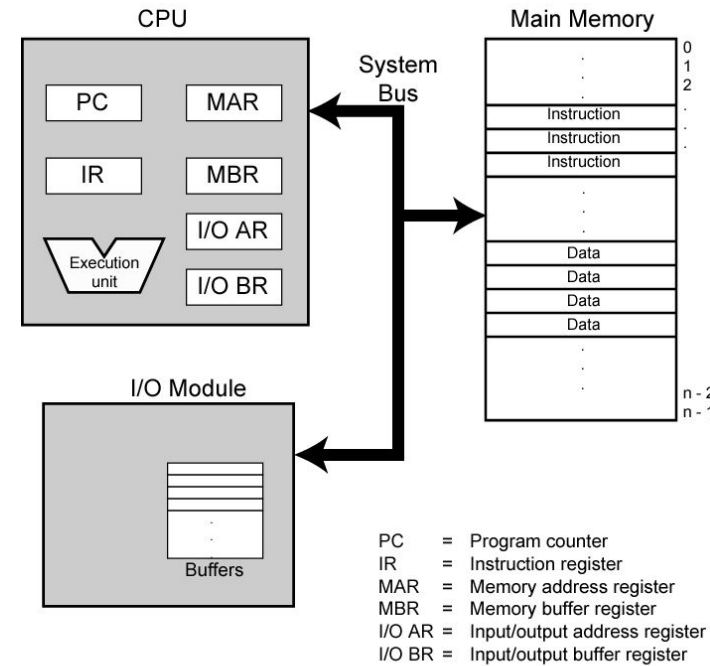 CPU
Main Memory
System
Bus
PC
MAR
IR
MBR
I/O AR
I/O BR
Execution
unit
0
1
2
.
.
.
Instruction
Instruction
Instruction
.
.
.
Data
Data
Data
Data
.
.
.
n - 2
n - 1
I/O Module
.
.
.
Buffers
PC = Program counter
IR = Instruction register
MAR = Memory address register
MBR = Memory buffer register
I/O AR = Input/output address register
I/O BR = Input/output buffer register